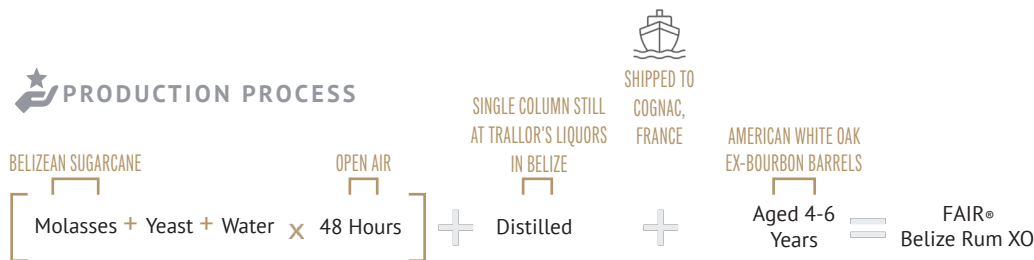 PRODUCTION PROCESS
SHIPPED TO
COGNAC,
FRANCE
SINGLE COLUMN STILL
AT TRALLOR'S LIQUORS
IN BELIZE
AMERICAN WHITE OAK
EX-BOURBON BARRELS
BELIZEAN SUGARCANE
OPEN AIR
[ Molasses + Yeast + Water x 48 Hours ] + Distilled + Aged 4-6
Years = FAIR®
Belize Rum XO